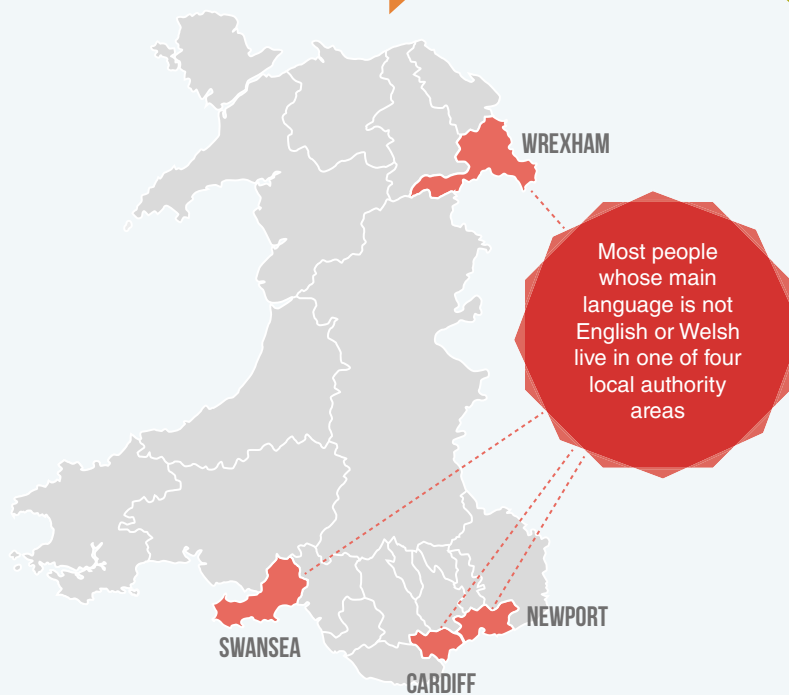 WREXHAM
Most people
whose main
language is not
English or Welsh
live in one of four
local authority
areas
NEWPORT
SWANSEA
CARDIFF